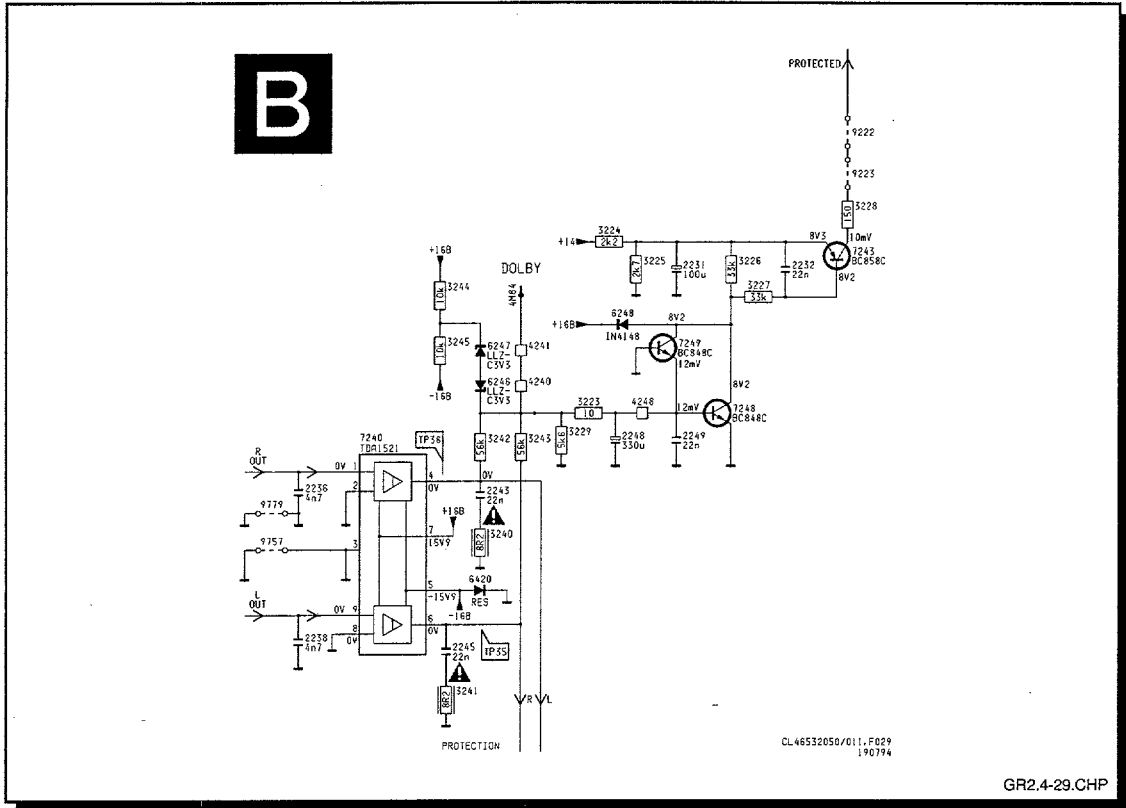 B
PROTECTED
9222
9223
3228
150
10mV
8V3
7243
BC858C
8V2
+14
3224
2k2
3225
2k7
2231
100u
3226
33k
2232
22n
3227
33k
+16B
3244
10k
3245
10k
-16B
DOLBY
4M84
6247
LLZ-
C3V3
4241
6246
LLZ-
C3V3
4240
+16B
6248
IN4148
8V2
7249
BC848C
12mV
8V2
3223
10
4248
12mV
7248
BC848C
3242
56k
3243
56k
3229
5k6
2248
330u
2249
22n
7240
TDA1521
TP36
R
OUT
0V
1
2
2236
4n7
4
0V
0V
2243
22n
9779
+16B
7
15V9
3240
8R2
9757
3
5
-15V9
6420
RES
-16B
L
OUT
0V
9
8
0V
2238
4n7
6
0V
2245
22n
TP35
3241
8R2
R
L
PROTECTION
CL46532050/011.F029
190794
GR2.4-29.CHP